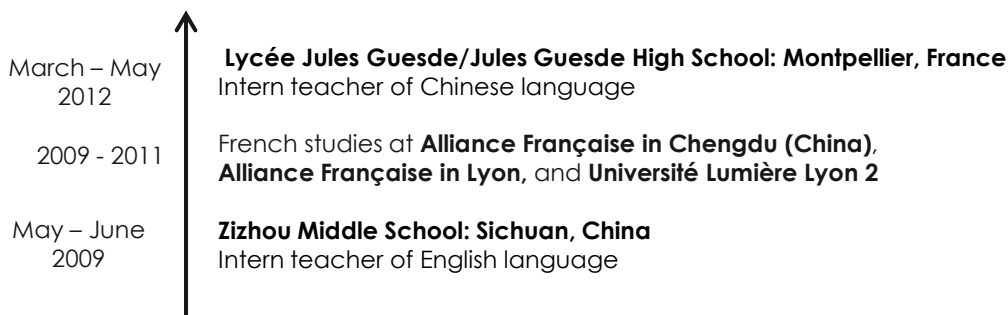 March – May
2012
Lycée Jules Guesde/Jules Guesde High School: Montpellier, France
Intern teacher of Chinese language
2009 - 2011
French studies at Alliance Française in Chengdu (China),
Alliance Française in Lyon, and Université Lumière Lyon 2
May – June
2009
Zizhou Middle School: Sichuan, China
Intern teacher of English language